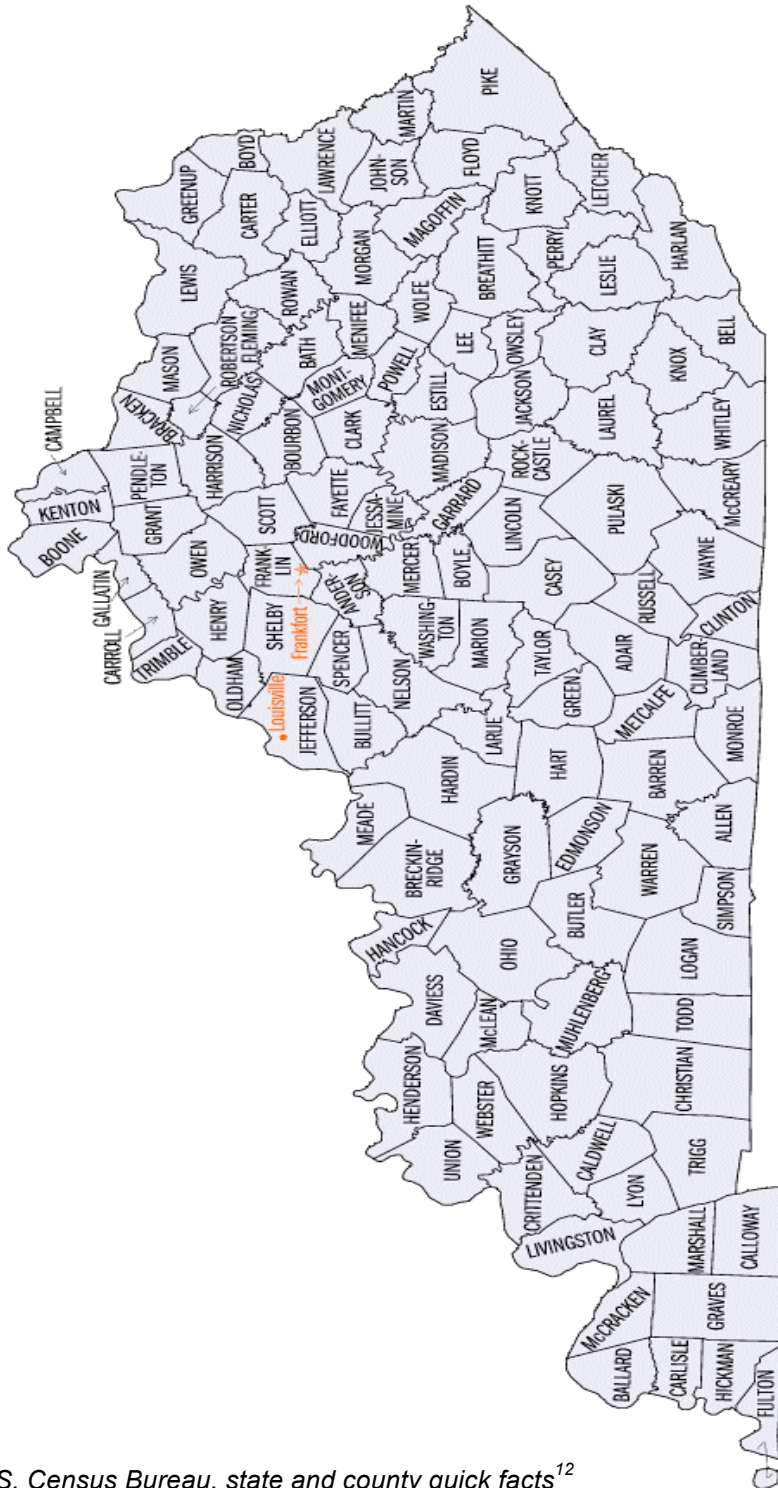 CAMPBELL
KENTON
BOONE
GALLATIN
CARROLL
TRIMBLE
PENDLE-
TON
GRANT
BRACKEN
MASON
ROBERTSON
FLEMING
NICHOLAS
HARRISON
OWEN
HENRY
OLDHAM
LEWIS
GREENUP
BOYD
CARTER
ELLIOTT
ROWAN
BATH
MONT-
GOMERY
MENIFEE
MORGAN
LAWRENCE
JOHN-
SON
MARTIN
PIKE
FLOYD
MAGOFFIN
WOLFE
POWELL
CLARK
BOURBON
SCOTT
FAYETTE
WOODFORD
FRANK-
LIN
Frankfort
SHELBY
Louisville
JEFFERSON
SPENCER
ANDER-
SON
JESSA-
MINE
MADISON
ESTILL
LEE
BREATHITT
KNOTT
LETCHER
PERRY
LESLIE
HARLAN
OWSLEY
JACKSON
CLAY
KNOX
BELL
WHITLEY
LAUREL
ROCK-
CASTLE
GARRARD
LINCOLN
BOYLE
MERCER
WASHING-
TON
NELSON
BULLITT
MEADE
HARDIN
LARUE
MARION
TAYLOR
GREEN
CASEY
PULASKI
McCREARY
WAYNE
RUSSELL
CLINTON
ADAIR
CUMBER-
LAND
METCALFE
MONROE
BARREN
HART
EDMONSON
GRAYSON
BRECKIN-
RIDGE
HANCOCK
OHIO
BUTLER
WARREN
ALLEN
SIMPSON
LOGAN
TODD
MUHLENBERG
McLEAN
DAVIESS
HENDERSON
UNION
WEBSTER
HOPKINS
CHRISTIAN
TRIGG
CALDWELL
LYON
CRITTENDEN
LIVINGSTON
MARSHALL
CALLOWAY
GRAVES
McCRACKEN
BALLARD
CARLISLE
HICKMAN
FULTON
S. Census Bureau, state and county quick facts12